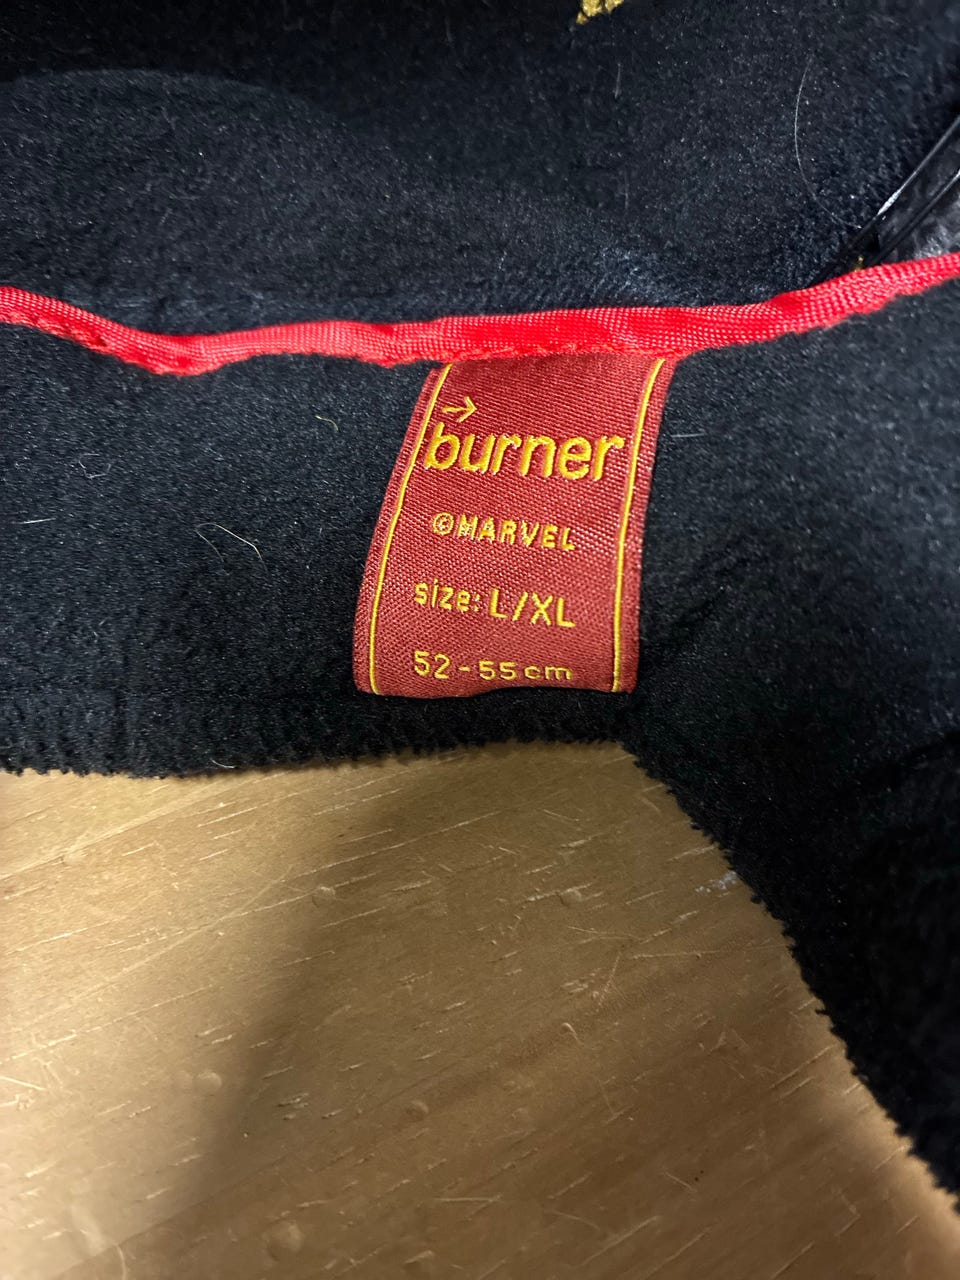 burner
©MARVEL
size: L/XL
52-55cm